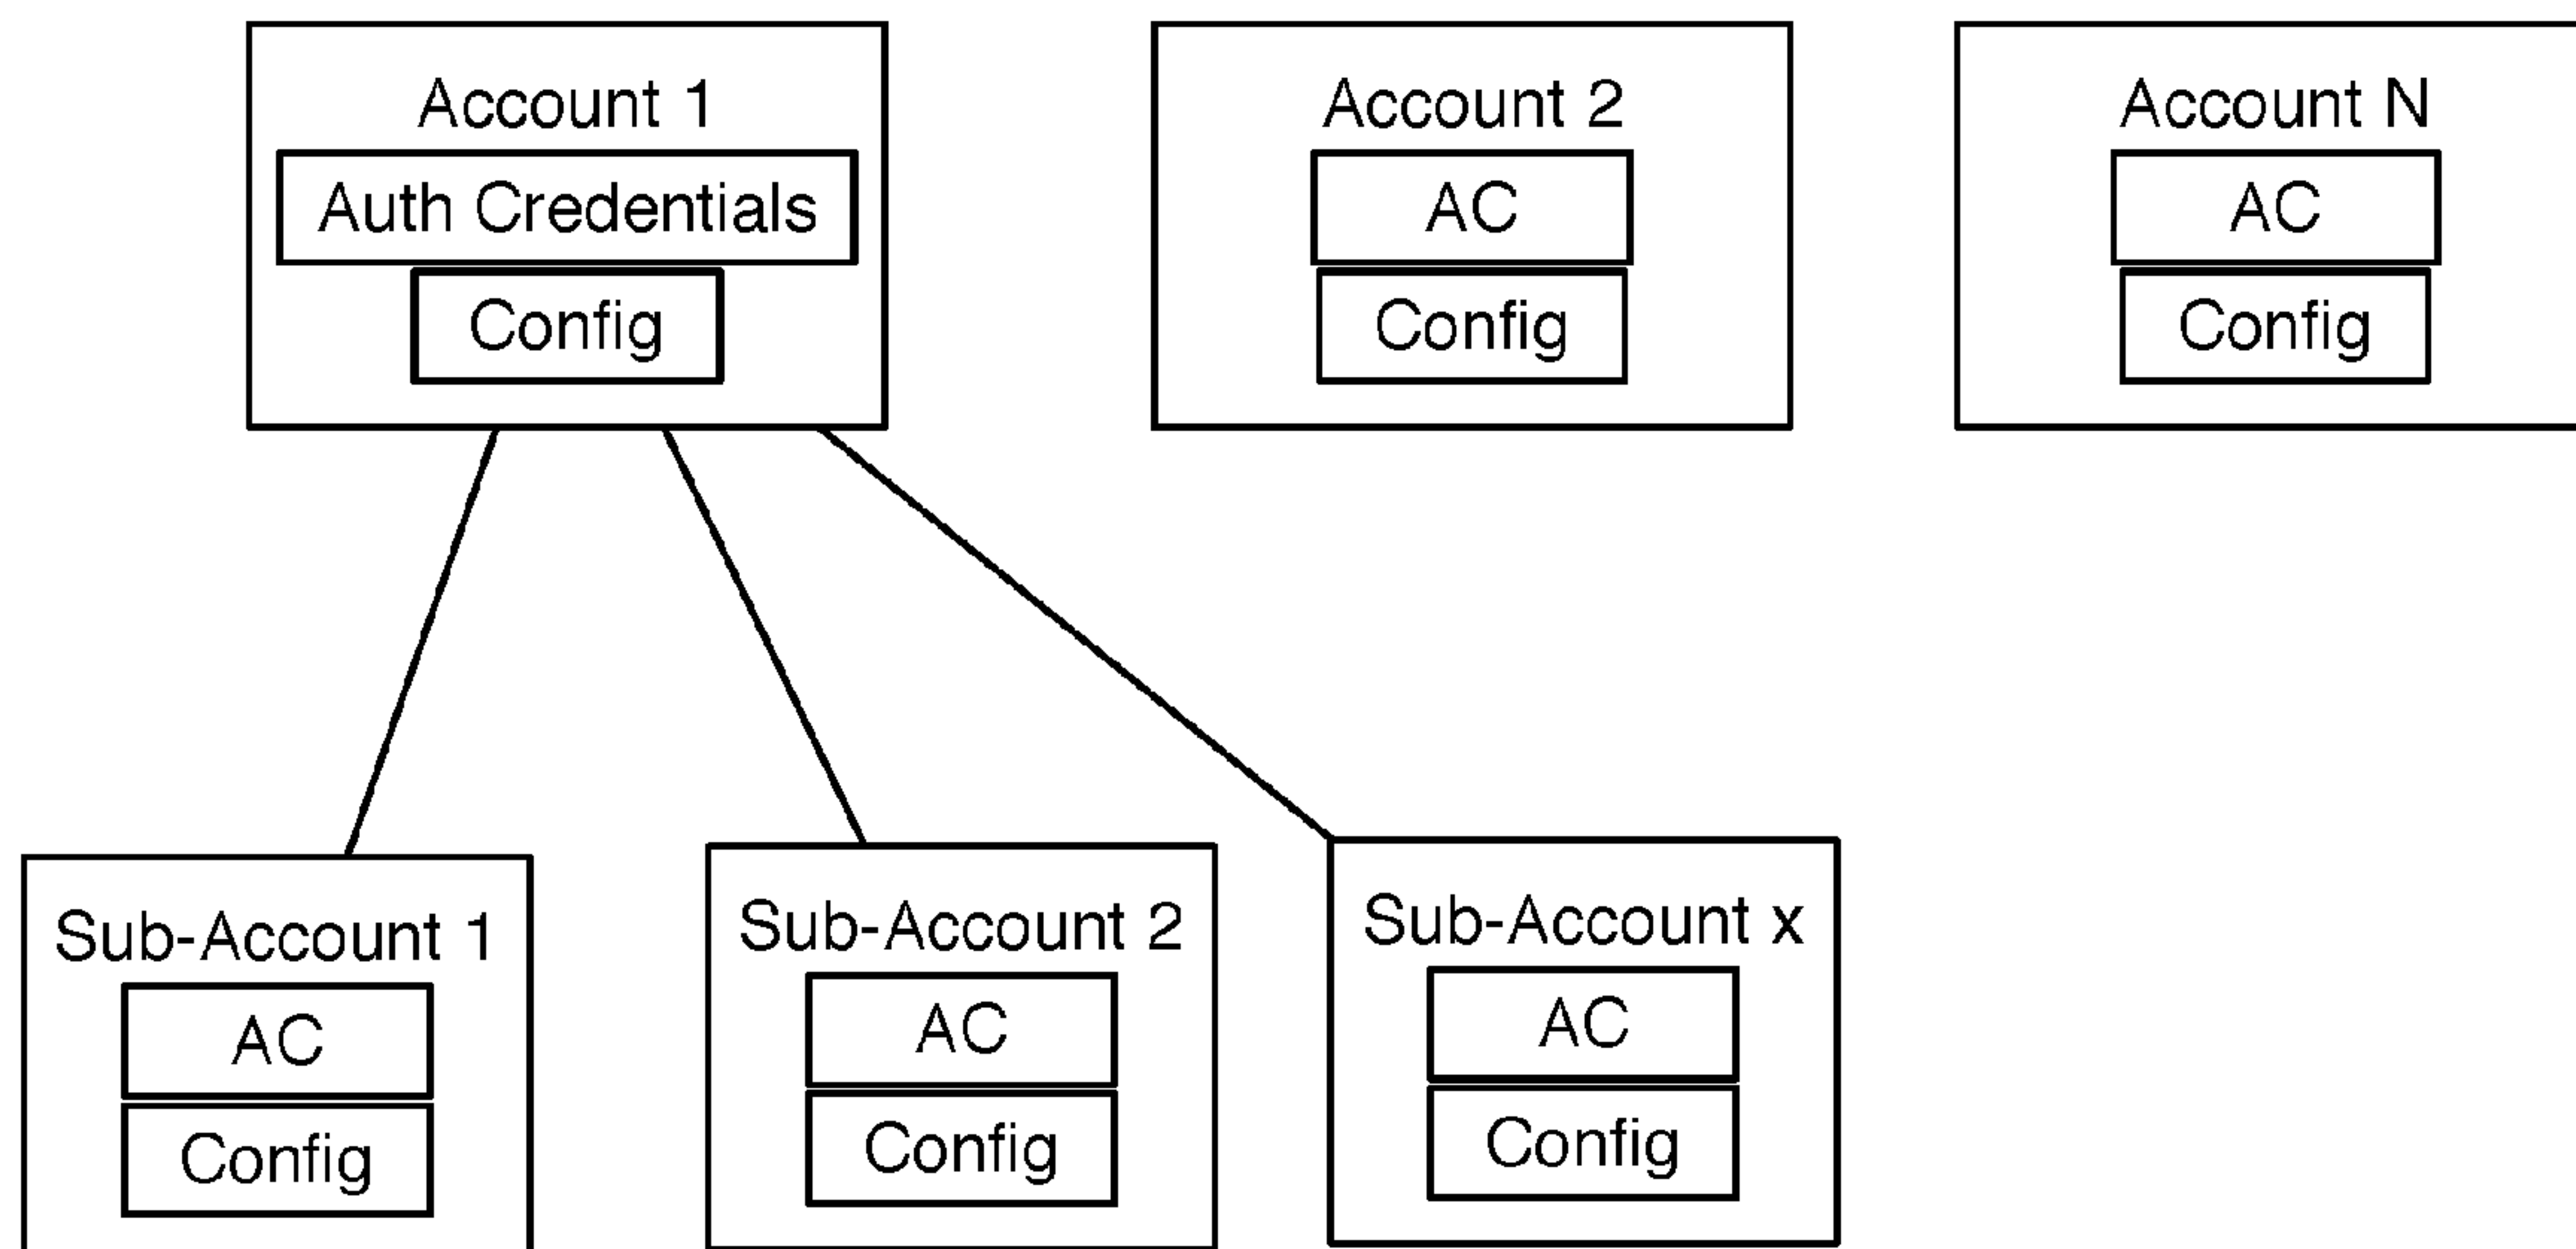 Account 1
Auth Credentials
Config
Account 2
AC
Config
Account N
AC
Config
Sub-Account 1
AC
Config
Sub-Account 2
AC
Config
Sub-Account x
AC
Config